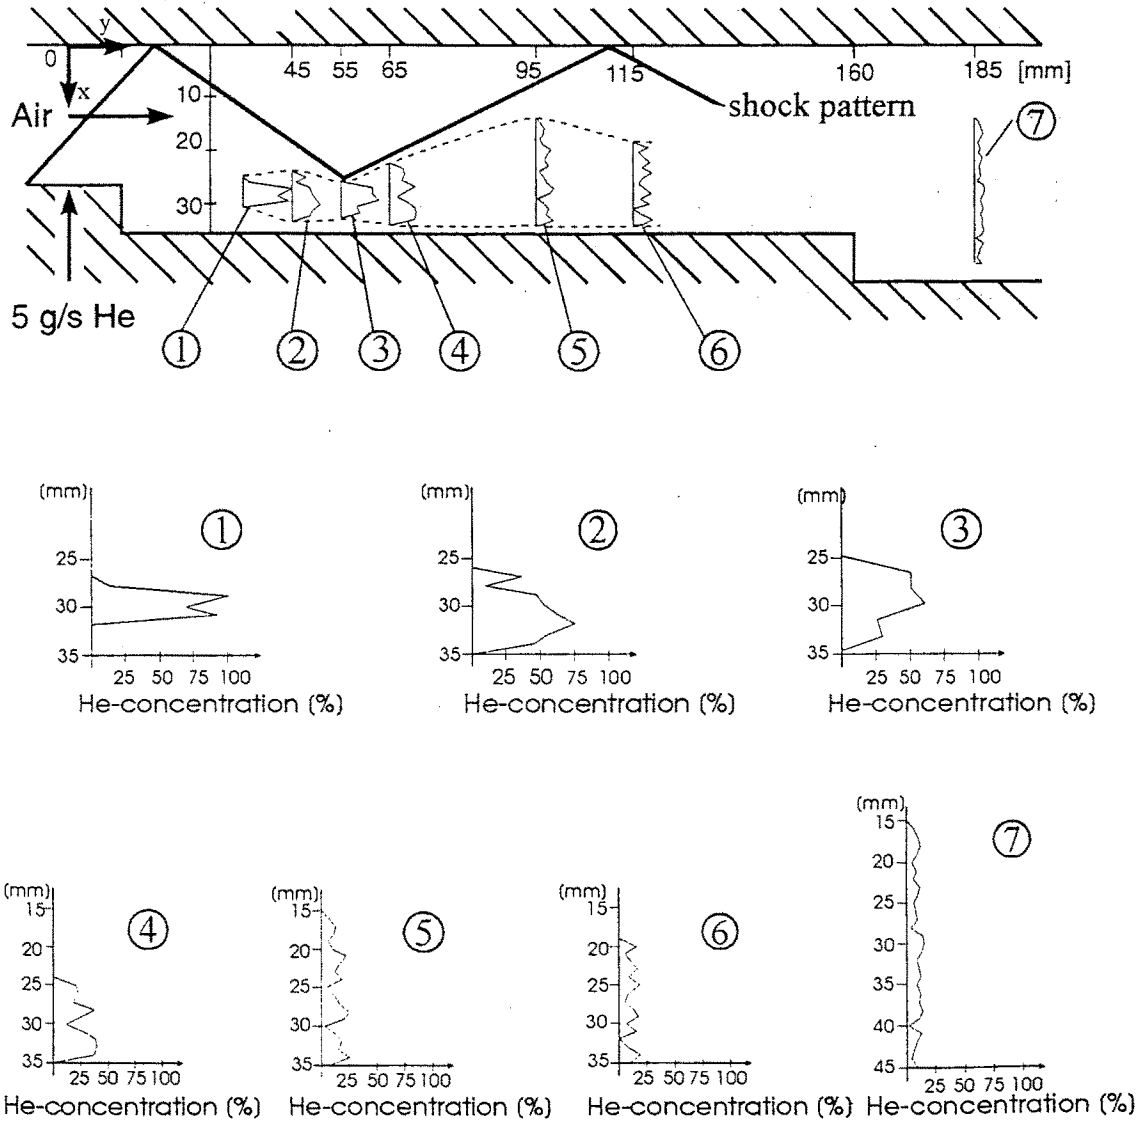 y
0
x
45 55 65 95 115 160 185 [mm]
10
Air
shock pattern
7
20
30
5 g/s He
1 2 3 4 5 6
(mm)
1
25
30
35
25 50 75 100
He-concentration (%)
(mm)
2
25
30
35
25 50 75 100
He-concentration (%)
(mm)
3
25
30
35
25 50 75 100
He-concentration (%)
(mm)
4
15
20
25
30
35
25 50 75 100
He-concentration (%)
(mm)
5
15
20
25
30
35
25 50 75 100
He-concentration (%)
(mm)
6
15
20
25
30
35
25 50 75 100
He-concentration (%)
(mm)
7
15
20
25
30
35
40
45
25 50 75 100
He-concentration (%)